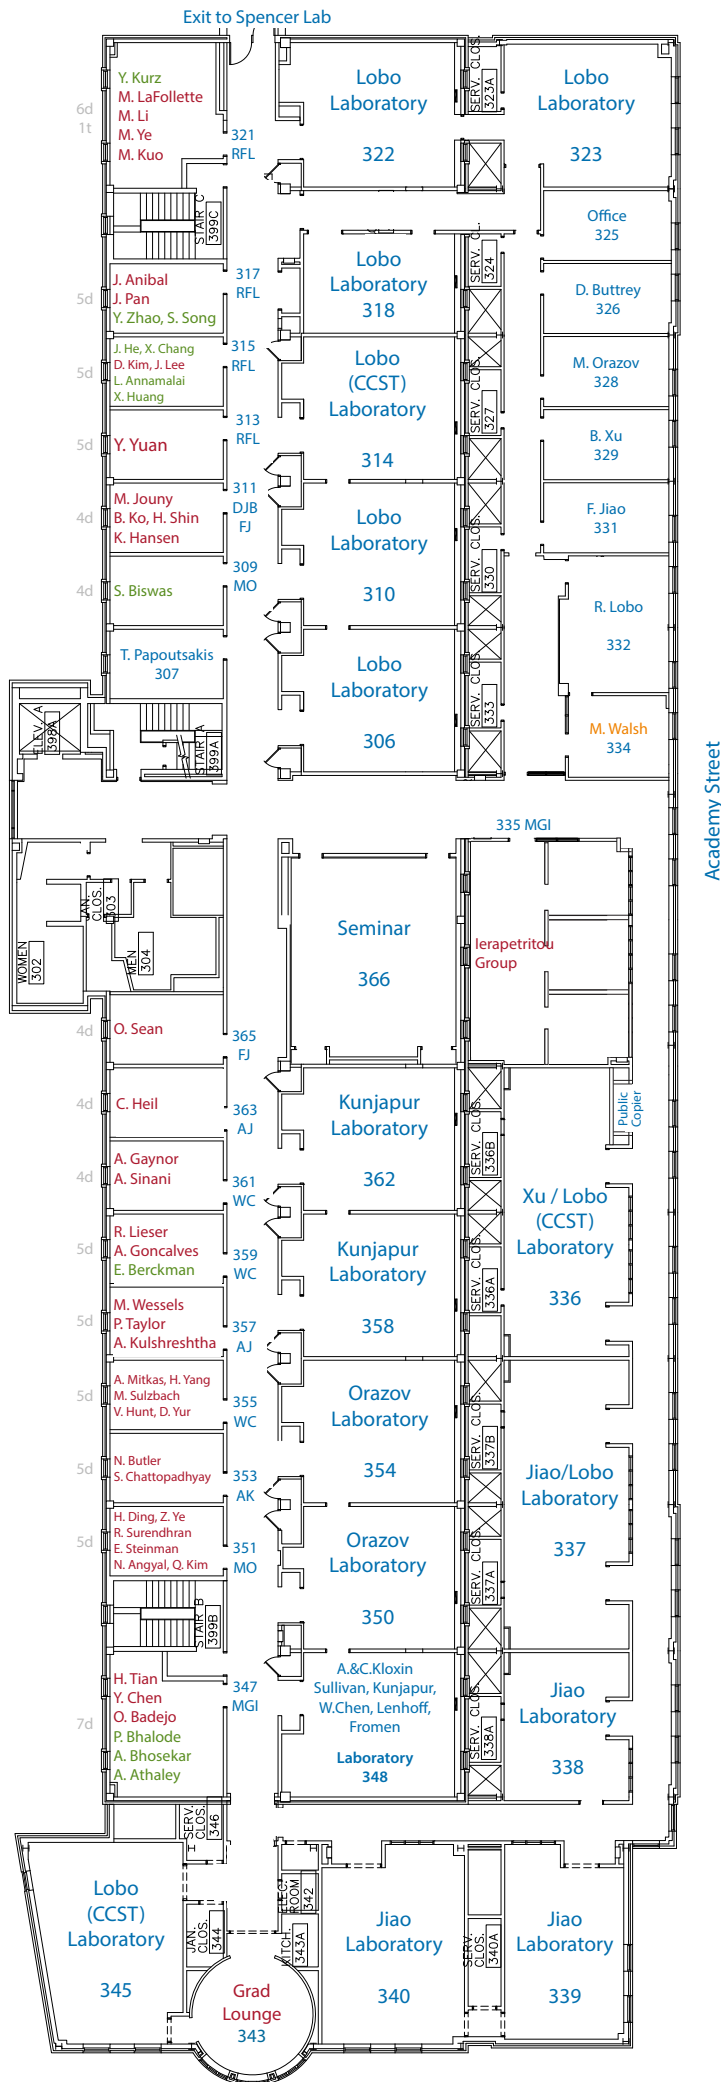 Exit to Spencer Lab
Y. Kurz
M. LaFollette
M. Li
M. Ye
M. Kuo
6d
1t
321
RFL
Lobo
Laboratory
322
SERV. CLOS.
323A
Lobo
Laboratory
323
STAIR C
399C
Office
325
J. Anibal
J. Pan
Y. Zhao, S. Song
5d
317
RFL
Lobo
Laboratory
318
SERV. CL.
324
D. Buttrey
326
J. He, X. Chang
D. Kim, J. Lee
L. Annamalai
X. Huang
5d
315
RFL
Lobo
(CCST)
Laboratory
314
SERV. CLOS.
327
M. Orazov
328
Y. Yuan
5d
313
RFL
B. Xu
329
M. Jouny
B. Ko, H. Shin
K. Hansen
4d
311
DJB
FJ
Lobo
Laboratory
310
SERV. CLOS.
330
F. Jiao
331
S. Biswas
4d
309
MO
R. Lobo
332
T. Papoutsakis
307
Lobo
Laboratory
306
SERV. CLOS.
333
M. Walsh
334
ELEV. A
398A
STAIR A
399A
Academy Street
335 MGI
WOMEN
302
JAN.
CLOS.
303
MEN
304
Seminar
366
Ierapetritou
Group
O. Sean
4d
365
FJ
C. Heil
4d
363
AJ
Kunjapur
Laboratory
362
SERV. CLOS.
336B
Public
Copier
A. Gaynor
A. Sinani
4d
361
WC
Xu / Lobo
(CCST)
Laboratory
336
R. Lieser
A. Goncalves
E. Berckman
5d
359
WC
Kunjapur
Laboratory
358
SERV. CLOS.
336A
M. Wessels
P. Taylor
A. Kulshreshtha
5d
357
AJ
A. Mitkas, H. Yang
M. Sulzbach
V. Hunt, D. Yur
5d
355
WC
Orazov
Laboratory
354
SERV. CLOS.
337B
Jiao/Lobo
Laboratory
337
N. Butler
S. Chattopadhyay
5d
353
AK
H. Ding, Z. Ye
R. Surendhran
E. Steinman
N. Angyal, Q. Kim
5d
351
MO
Orazov
Laboratory
350
SERV. CLOS.
337A
STAIR B
399B
H. Tian
Y. Chen
O. Badejo
P. Bhalode
A. Bhosekar
A. Athaley
7d
347
MGI
A.&C.Kloxin
Sullivan, Kunjapur,
W.Chen, Lenhoff,
Fromen
Laboratory
348
SERV. CLOS.
338A
Jiao
Laboratory
338
SERV.
CLOS.
346
Lobo
(CCST)
Laboratory
345
JAN.
CLOS.
344
ELEC.
ROOM
342
KITCH.
343A
Grad
Lounge
343
Jiao
Laboratory
340
SERV.
CLOS.
340A
Jiao
Laboratory
339